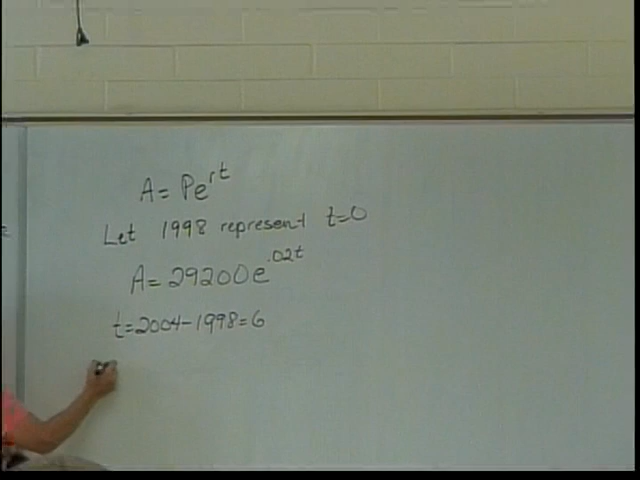 A = Pe^rt
Let 1998 represent t=0
A = 29200e^.02t
t=2004-1998=6